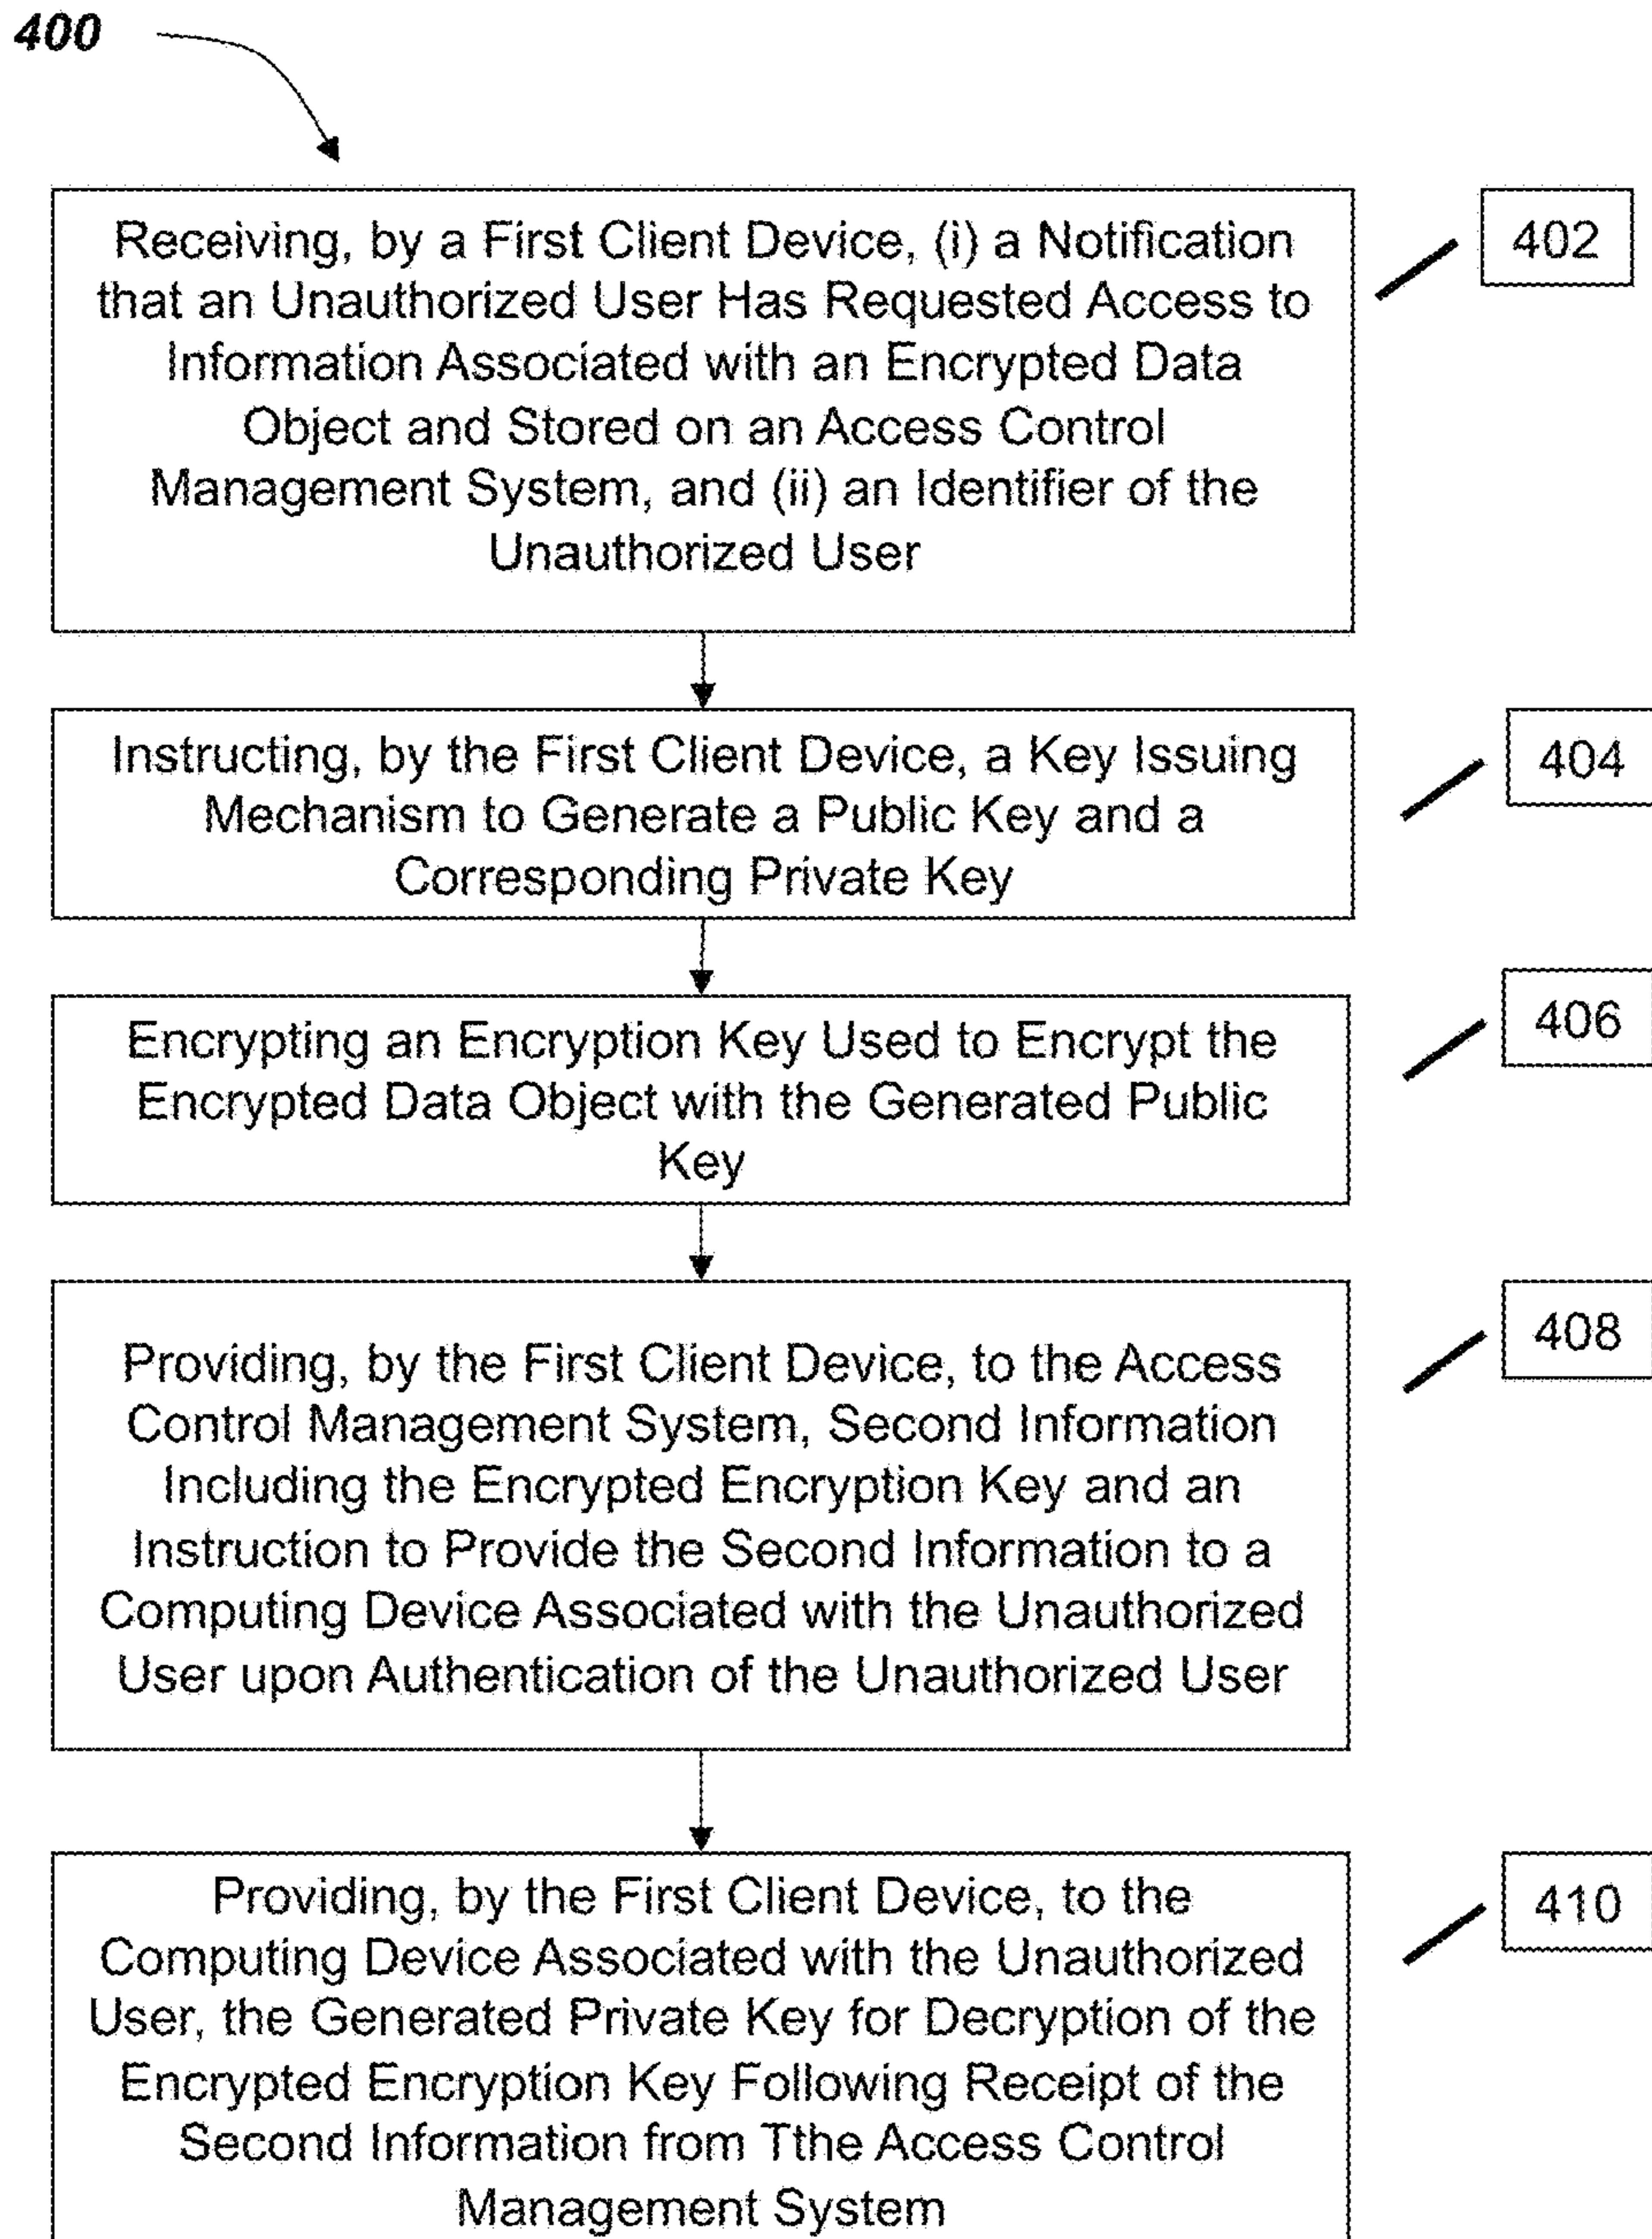 400
Receiving, by a First Client Device, (i) a Notification
that an Unauthorized User Has Requested Access to
Information Associated with an Encrypted Data
Object and Stored on an Access Control
Management System, and (ii) an Identifier of the
Unauthorized User
402
Instructing, by the First Client Device, a Key Issuing
Mechanism to Generate a Public Key and a
Corresponding Private Key
404
Encrypting an Encryption Key Used to Encrypt the
Encrypted Data Object with the Generated Public
Key
406
Providing, by the First Client Device, to the Access
Control Management System, Second Information
Including the Encrypted Encryption Key and an
Instruction to Provide the Second Information to a
Computing Device Associated with the Unauthorized
User upon Authentication of the Unauthorized User
408
Providing, by the First Client Device, to the
Computing Device Associated with the Unauthorized
User, the Generated Private Key for Decryption of the
Encrypted Encryption Key Following Receipt of the
Second Information from Tthe Access Control
Management System
410